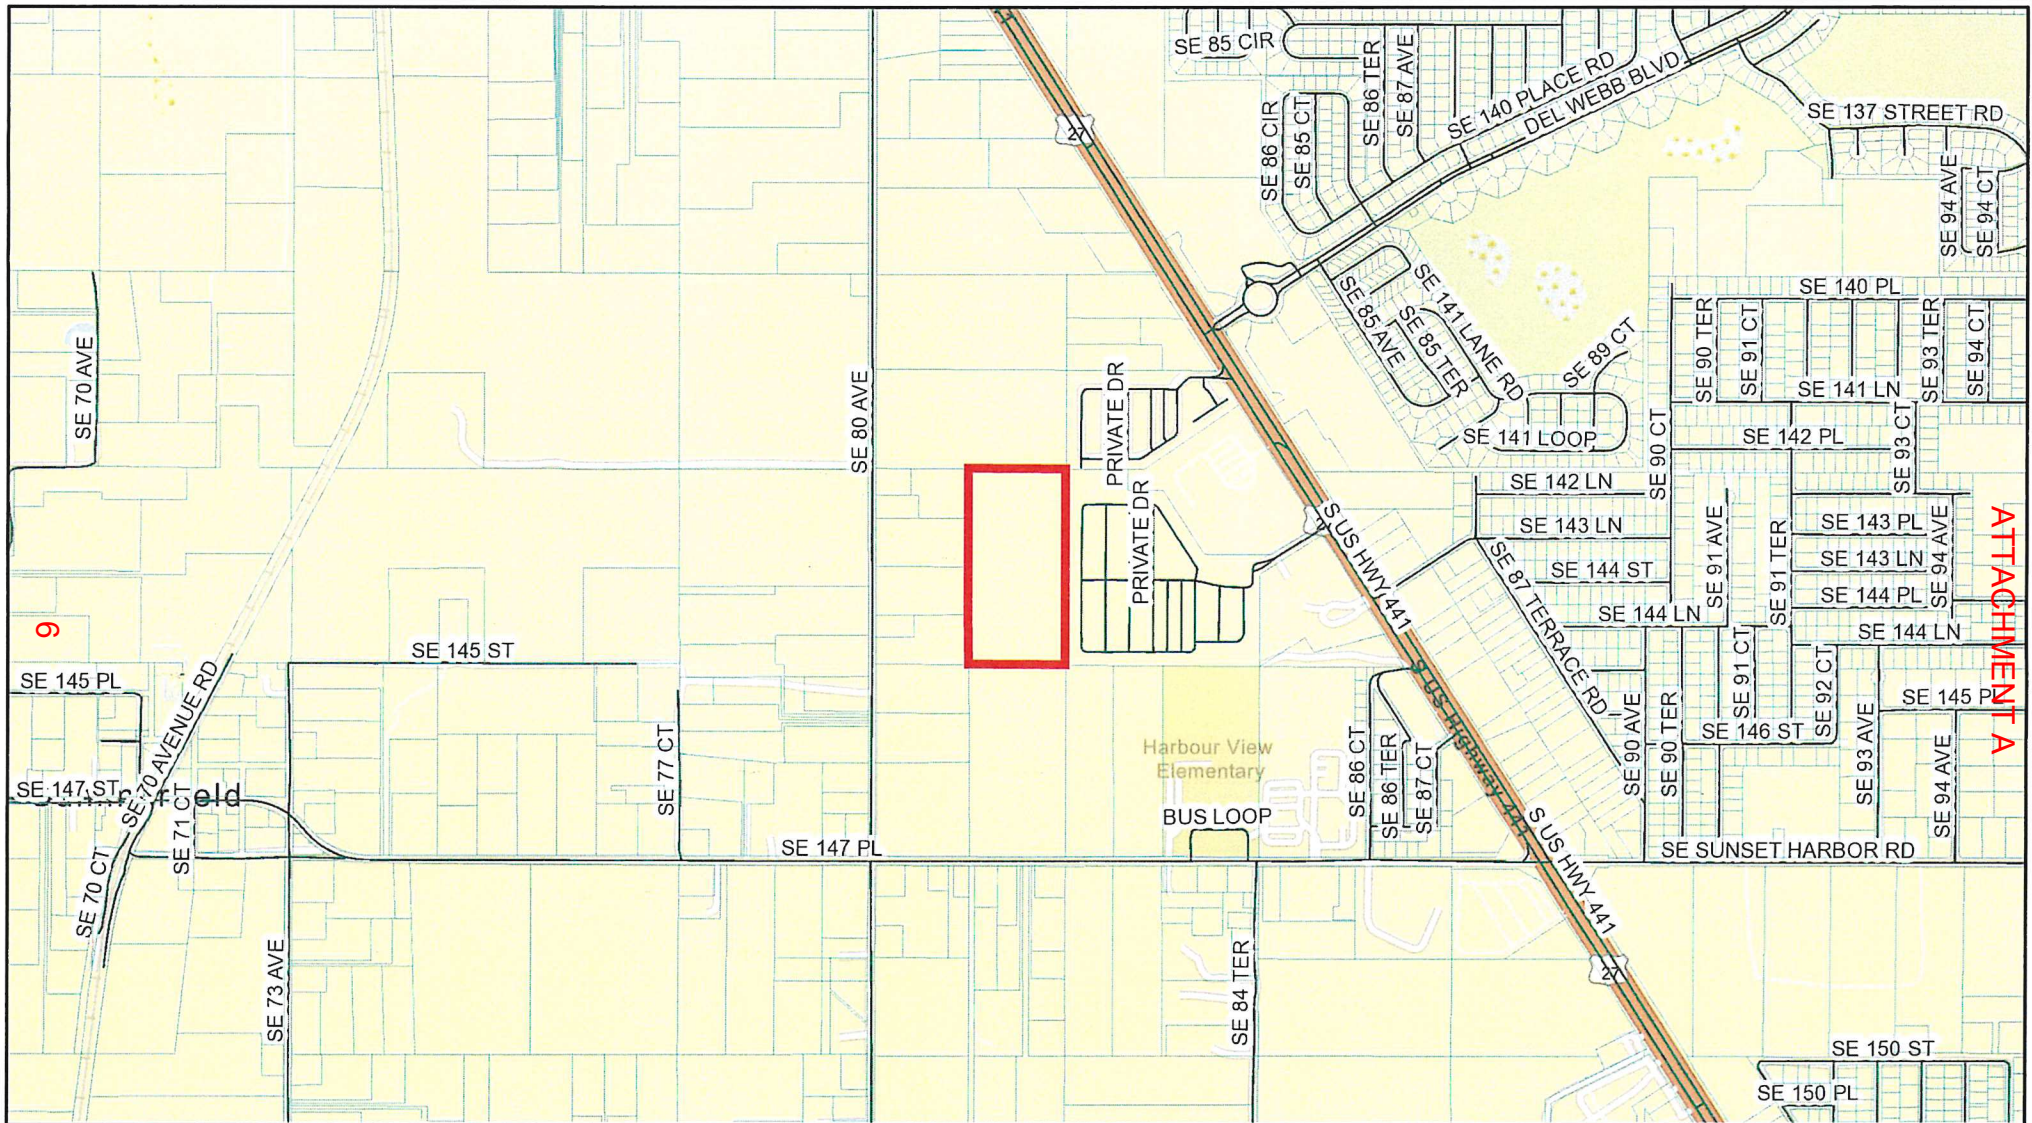 SE 85 CIR
SE 86 TER
SE 87 AVE
SE 140 PLACE RD
DEL WEBB BLVD
SE 137 STREET RD
27
SE 86 CIR
SE 85 CT
SE 94 AVE
SE 94 CT
SE 140 PL
SE 85 AVE
SE 141 LANE RD
SE 85 TER
SE 89 CT
SE 90 TER
SE 91 CT
SE 93 TER
SE 94 CT
SE 70 AVE
SE 80 AVE
PRIVATE DR
SE 141 LN
SE 141 LOOP
SE 90 CT
SE 142 PL
SE 93 CT
SE 142 LN
PRIVATE DR
S US HWY 441
SE 143 LN
SE 91 AVE
SE 91 TER
SE 143 PL
SE 94 AVE
SE 143 LN
SE 87 TERRACE RD
SE 144 ST
SE 144 PL
SE 144 LN
SE 144 LN
ATTACHMENT A
9
SE 145 ST
SE 145 PL
SE 70 AVENUE RD
SE 91 CT
SE 92 CT
SE 145 PL
SE 77 CT
Harbour View
Elementary
SE 86 CT
SE 86 TER
SE 87 CT
S US Highway 441
SE 90 AVE
SE 90 TER
SE 146 ST
SE 93 AVE
SE 94 AVE
SE 147 ST
SE 71 CT
BUS LOOP
SE 147 PL
S US HWY 441
SE SUNSET HARBOR RD
SE 70 CT
SE 73 AVE
SE 84 TER
27
SE 150 ST
SE 150 PL